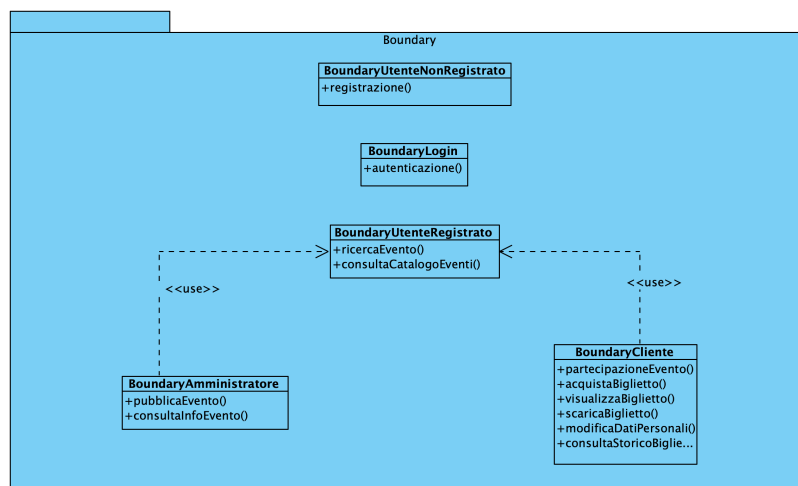 Boundary
BoundaryUtenteNonRegistrato
+registrazione()
BoundaryLogin
+autenticazione()
BoundaryUtenteRegistrato
+ricercaEvento()
+consultaCatalogoEventi()
<<use>>
<<use>>
BoundaryAmministratore
+pubblicaEvento()
+consultaInfoEvento()
BoundaryCliente
+partecipazioneEvento()
+acquistaBiglietto()
+visualizzaBiglietto()
+scaricaBiglietto()
+modificaDatiPersonali()
+consultaStoricoBiglie...